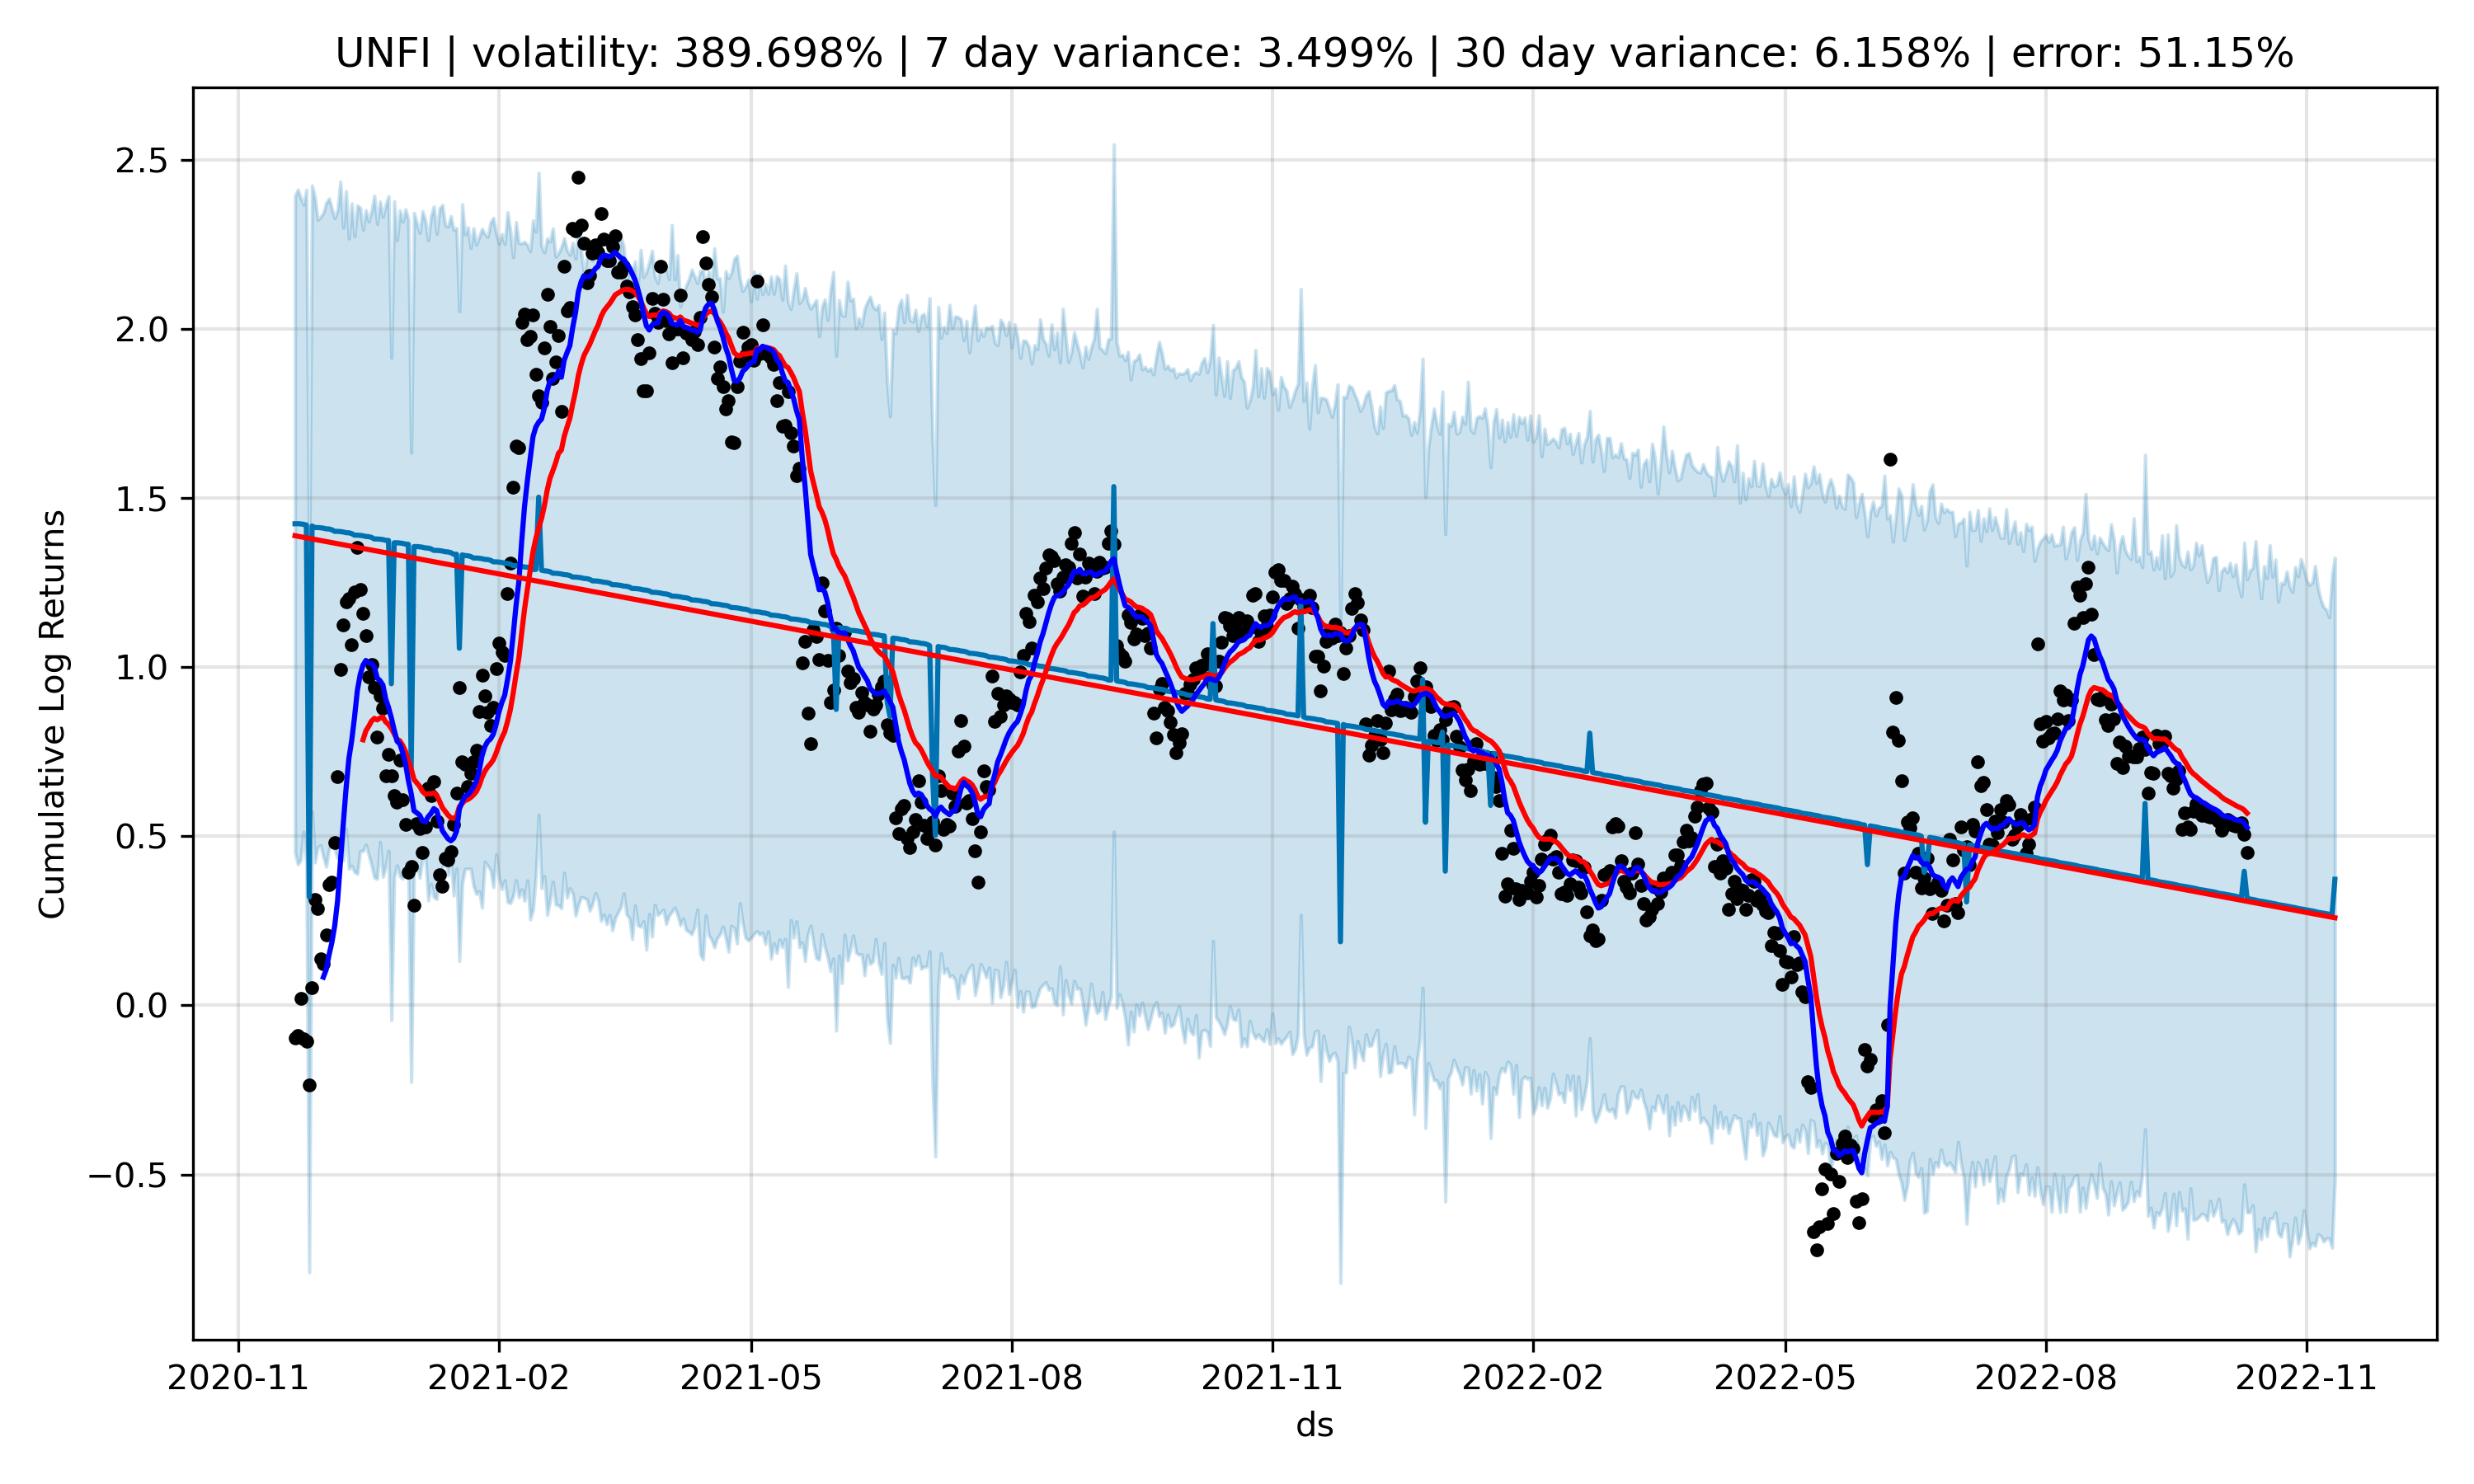 UNFI | volatility: 389.698% | 7 day variance: 3.499% | 30 day variance: 6.158% | error: 51.15%
Cumulative Log Returns
2.5
2.0
1.5
1.0
0.5
0.0
−0.5
2020-11 2021-02 2021-05 2021-08 2021-11 2022-02 2022-05 2022-08 2022-11
ds